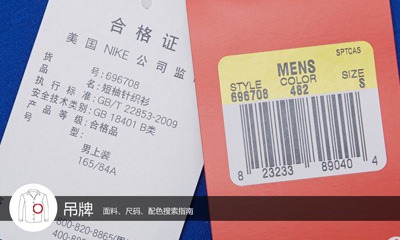 合格证
美国 NIKE 公司监
货号:696708
品名:短袖针织衫
执行标准:GB/T 22853-2009
安全技术类别:GB 18401 B类
产品等级:合格品
型:
男上装
165/84A
400-820-8865
SPTCAS
MENS
STYLE COLOR SIZE
696708 482 S
8 23233 89040 4
吊牌 面料、尺码、配色搜索指南